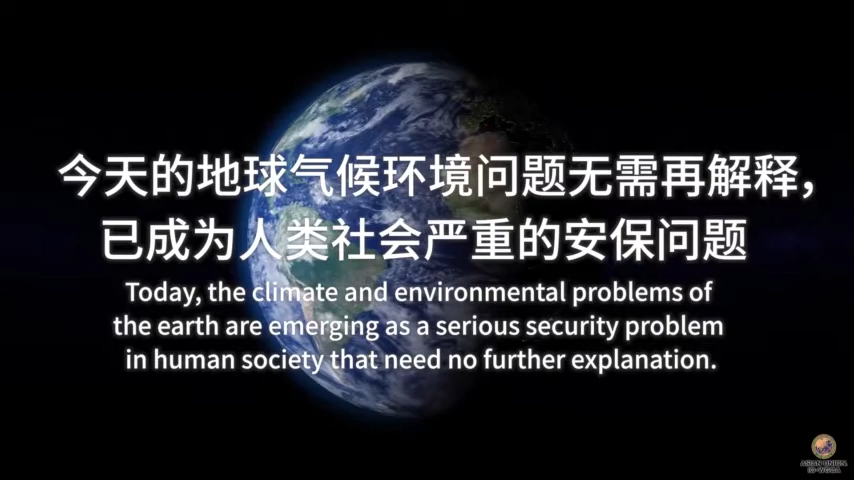 今天的地球气候环境问题无需再解释，
已成为人类社会严重的安保问题
Today, the climate and environmental problems of
the earth are emerging as a serious security problem
in human society that need no further explanation.
ASIAN UNION